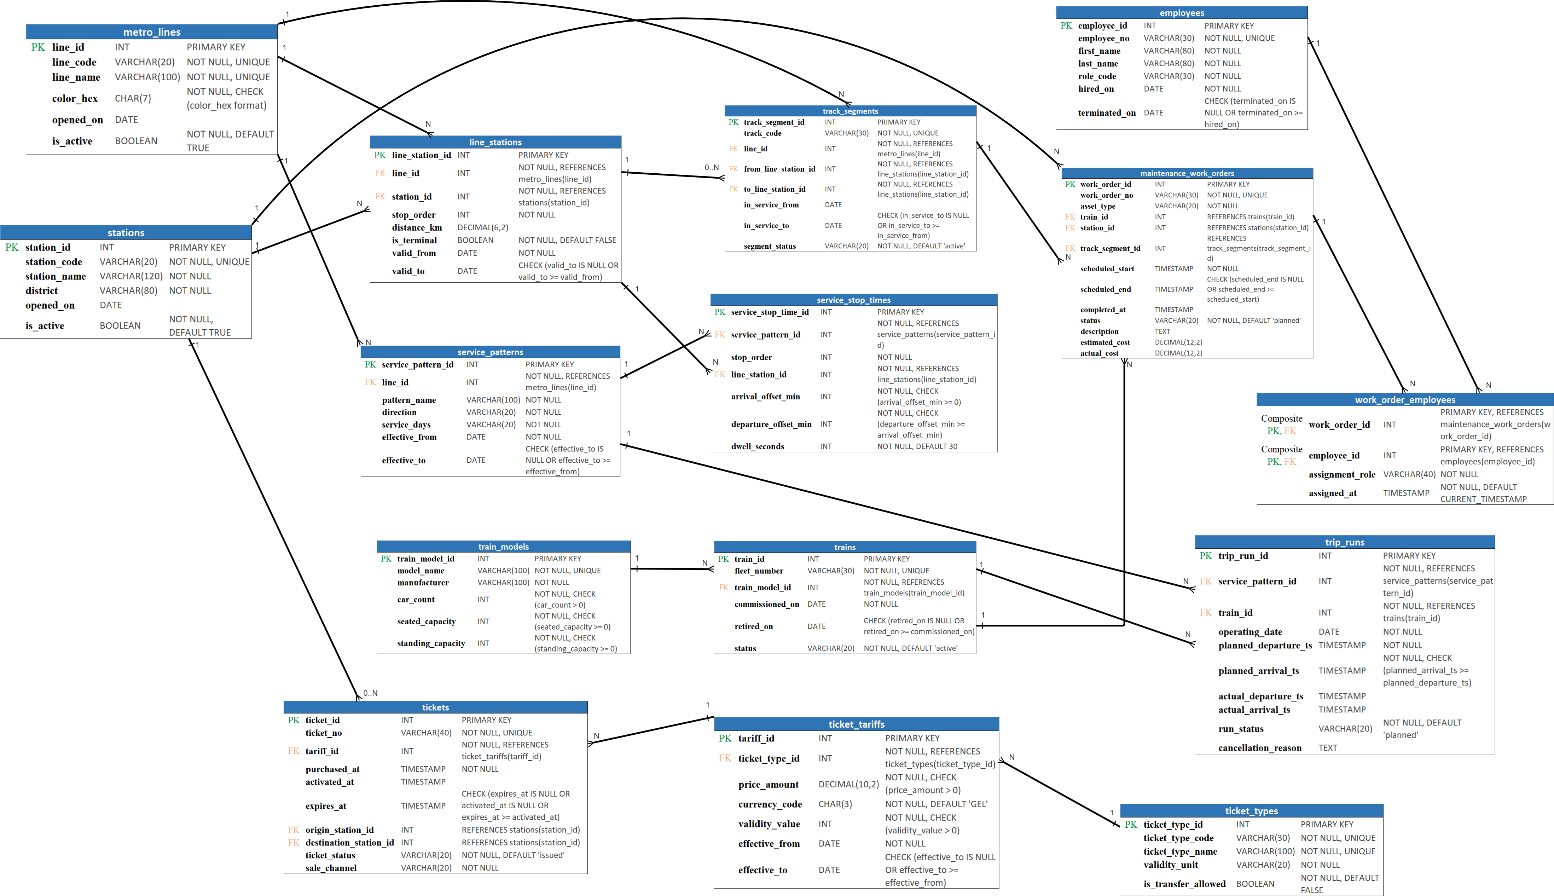 metro_lines
PK line_id INT PRIMARY KEY
line_code VARCHAR(20) NOT NULL, UNIQUE
line_name VARCHAR(100) NOT NULL, UNIQUE
color_hex CHAR(7) NOT NULL, CHECK
(color_hex format)
opened_on DATE
is_active BOOLEAN NOT NULL, DEFAULT
TRUE
stations
PK station_id INT PRIMARY KEY
station_code VARCHAR(20) NOT NULL, UNIQUE
station_name VARCHAR(120) NOT NULL
district VARCHAR(80) NOT NULL
opened_on DATE
is_active BOOLEAN NOT NULL,
DEFAULT TRUE
line_stations
PK line_station_id INT PRIMARY KEY
FK line_id INT NOT NULL, REFERENCES
metro_lines(line_id)
FK station_id INT NOT NULL, REFERENCES
stations(station_id)
stop_order INT NOT NULL
distance_km DECIMAL(6,2)
is_terminal BOOLEAN NOT NULL, DEFAULT FALSE
valid_from DATE NOT NULL
valid_to DATE CHECK (valid_to IS NULL OR
valid_to >= valid_from)
track_segments
PK track_segment_id INT PRIMARY KEY
track_code VARCHAR(30) NOT NULL, UNIQUE
FK line_id INT NOT NULL, REFERENCES
metro_lines(line_id)
FK from_line_station_id INT NOT NULL, REFERENCES
line_stations(line_station_id)
FK to_line_station_id INT NOT NULL, REFERENCES
line_stations(line_station_id)
in_service_from DATE
in_service_to DATE CHECK (in_service_to IS NULL
OR in_service_to >=
in_service_from)
segment_status VARCHAR(20) NOT NULL, DEFAULT 'active'
employees
PK employee_id INT PRIMARY KEY
employee_no VARCHAR(30) NOT NULL, UNIQUE
first_name VARCHAR(80) NOT NULL
last_name VARCHAR(80) NOT NULL
role_code VARCHAR(30) NOT NULL
hired_on DATE NOT NULL
terminated_on DATE CHECK (terminated_on IS
NULL OR terminated_on >=
hired_on)
maintenance_work_orders
PK work_order_id INT PRIMARY KEY
work_order_no VARCHAR(30) NOT NULL, UNIQUE
asset_type VARCHAR(20) NOT NULL
FK train_id INT REFERENCES trains(train_id)
FK station_id INT REFERENCES stations(station_id)
FK track_segment_id INT REFERENCES
track_segments(track_segment_i
d)
scheduled_start TIMESTAMP NOT NULL
scheduled_end TIMESTAMP CHECK (scheduled_end IS NULL
OR scheduled_end >=
scheduled_start)
completed_at TIMESTAMP
status VARCHAR(20) NOT NULL, DEFAULT 'planned'
description TEXT
estimated_cost DECIMAL(12,2)
actual_cost DECIMAL(12,2)
service_patterns
PK service_pattern_id INT PRIMARY KEY
FK line_id INT NOT NULL, REFERENCES
metro_lines(line_id)
pattern_name VARCHAR(100) NOT NULL
direction VARCHAR(20) NOT NULL
service_days VARCHAR(20) NOT NULL
effective_from DATE NOT NULL
effective_to DATE CHECK (effective_to IS
NULL OR effective_to >=
effective_from)
service_stop_times
PK service_stop_time_id INT PRIMARY KEY
FK service_pattern_id INT NOT NULL, REFERENCES
service_patterns(service_pattern_i
d)
stop_order INT NOT NULL
FK line_station_id INT NOT NULL, REFERENCES
line_stations(line_station_id)
arrival_offset_min INT NOT NULL, CHECK
(arrival_offset_min >= 0)
departure_offset_min INT NOT NULL, CHECK
(departure_offset_min >=
arrival_offset_min)
dwell_seconds INT NOT NULL, DEFAULT 30
work_order_employees
Composite PK, FK work_order_id INT PRIMARY KEY, REFERENCES
maintenance_work_orders(w
ork_order_id)
Composite PK, FK employee_id INT PRIMARY KEY, REFERENCES
employees(employee_id)
assignment_role VARCHAR(40) NOT NULL
assigned_at TIMESTAMP NOT NULL, DEFAULT
CURRENT_TIMESTAMP
train_models
PK train_model_id INT PRIMARY KEY
model_name VARCHAR(100) NOT NULL, UNIQUE
manufacturer VARCHAR(100) NOT NULL
car_count INT NOT NULL, CHECK
(car_count > 0)
seated_capacity INT NOT NULL, CHECK
(seated_capacity >= 0)
standing_capacity INT NOT NULL, CHECK
(standing_capacity >= 0)
trains
PK train_id INT PRIMARY KEY
fleet_number VARCHAR(30) NOT NULL, UNIQUE
FK train_model_id INT NOT NULL, REFERENCES
train_models(train_model_id)
commissioned_on DATE NOT NULL
retired_on DATE CHECK (retired_on IS NULL OR
retired_on >= commissioned_on)
status VARCHAR(20) NOT NULL, DEFAULT 'active'
trip_runs
PK trip_run_id INT PRIMARY KEY
FK service_pattern_id INT NOT NULL, REFERENCES
service_patterns(service_pat
tern_id)
FK train_id INT NOT NULL, REFERENCES
trains(train_id)
operating_date DATE NOT NULL
planned_departure_ts TIMESTAMP NOT NULL
planned_arrival_ts TIMESTAMP NOT NULL, CHECK
(planned_arrival_ts >=
planned_departure_ts)
actual_departure_ts TIMESTAMP
actual_arrival_ts TIMESTAMP
run_status VARCHAR(20) NOT NULL, DEFAULT
'planned'
cancellation_reason TEXT
tickets
PK ticket_id INT PRIMARY KEY
ticket_no VARCHAR(40) NOT NULL, UNIQUE
FK tariff_id INT NOT NULL, REFERENCES
ticket_tariffs(tariff_id)
purchased_at TIMESTAMP NOT NULL
activated_at TIMESTAMP
expires_at TIMESTAMP CHECK (expires_at IS NULL OR
activated_at IS NULL OR
expires_at >= activated_at)
FK origin_station_id INT REFERENCES stations(station_id)
FK destination_station_id INT REFERENCES stations(station_id)
ticket_status VARCHAR(20) NOT NULL, DEFAULT 'issued'
sale_channel VARCHAR(20) NOT NULL
ticket_tariffs
PK tariff_id INT PRIMARY KEY
FK ticket_type_id INT NOT NULL, REFERENCES
ticket_types(ticket_type_id)
price_amount DECIMAL(10,2) NOT NULL, CHECK
(price_amount > 0)
currency_code CHAR(3) NOT NULL, DEFAULT 'GEL'
validity_value INT NOT NULL, CHECK
(validity_value > 0)
effective_from DATE NOT NULL
effective_to DATE CHECK (effective_to IS NULL
OR effective_to >=
effective_from)
ticket_types
PK ticket_type_id INT PRIMARY KEY
ticket_type_code VARCHAR(30) NOT NULL, UNIQUE
ticket_type_name VARCHAR(100) NOT NULL, UNIQUE
validity_unit VARCHAR(20) NOT NULL
is_transfer_allowed BOOLEAN NOT NULL, DEFAULT
FALSE
1
N
1
N
1
N
1
N
1
N
1
0..N
1
0..N
1
N
1
N
1
N
1
N
1
N
1
N
1
N
1
N
1
N
1
N
1
N